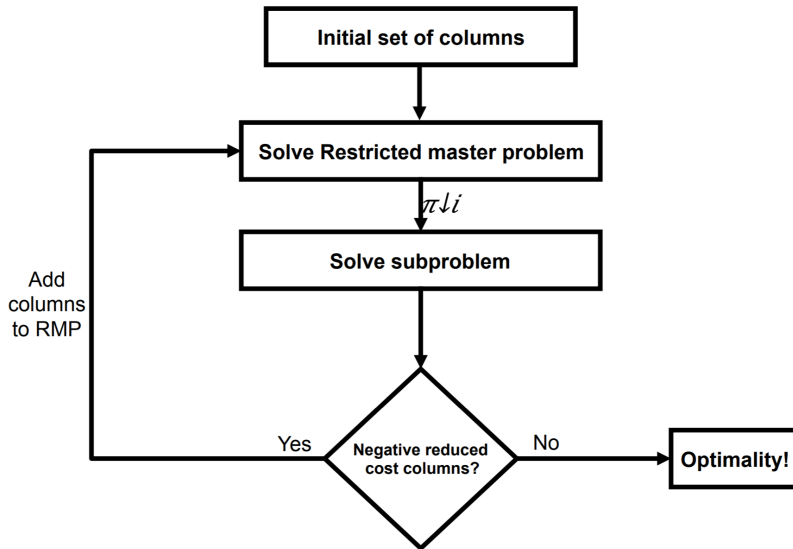 Initial set of columns
Solve Restricted master problem
π↓i
Solve subproblem
Add
columns
to RMP
Negative reduced
cost columns?
Yes
No
Optimality!